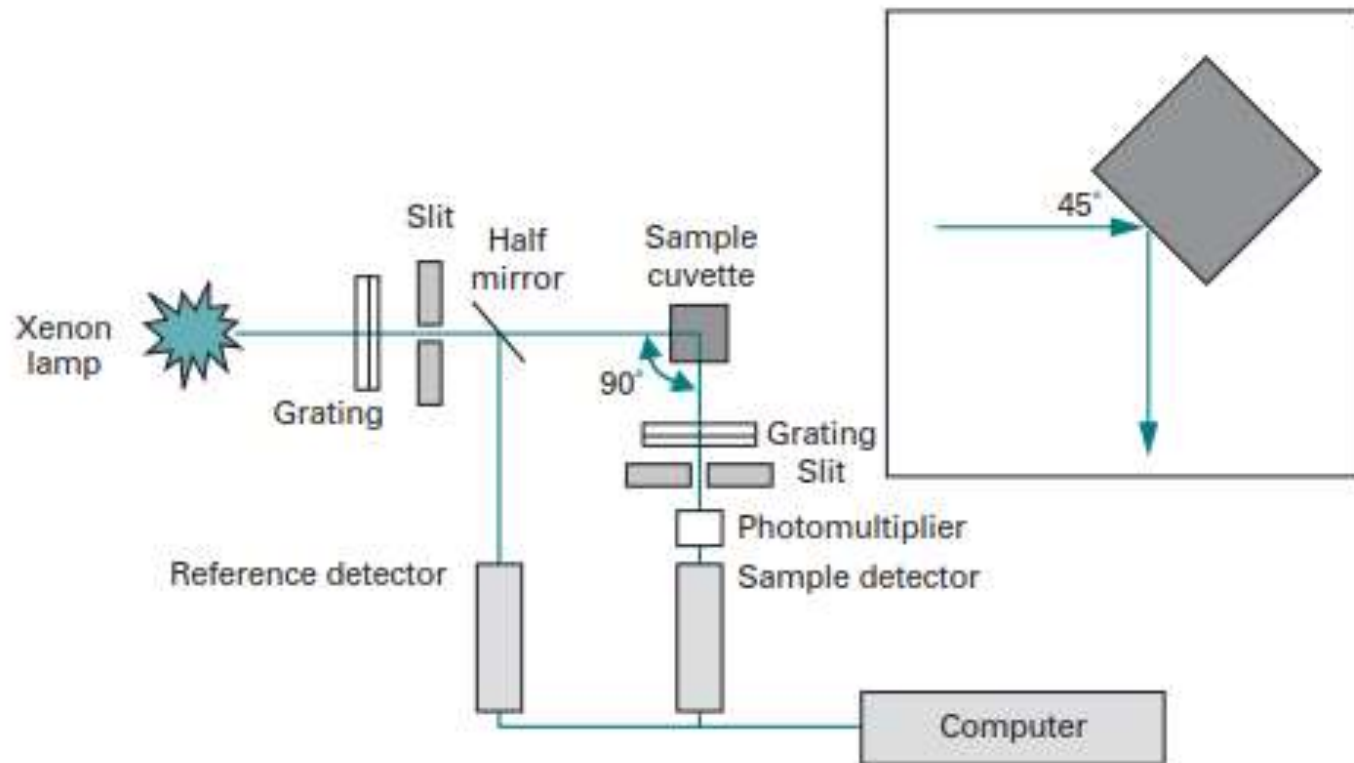 Xenon
lamp
Grating
Slit
Half
mirror
Sample
cuvette
90°
Grating
Slit
Photomultiplier
Reference detector
Sample detector
Computer
45°